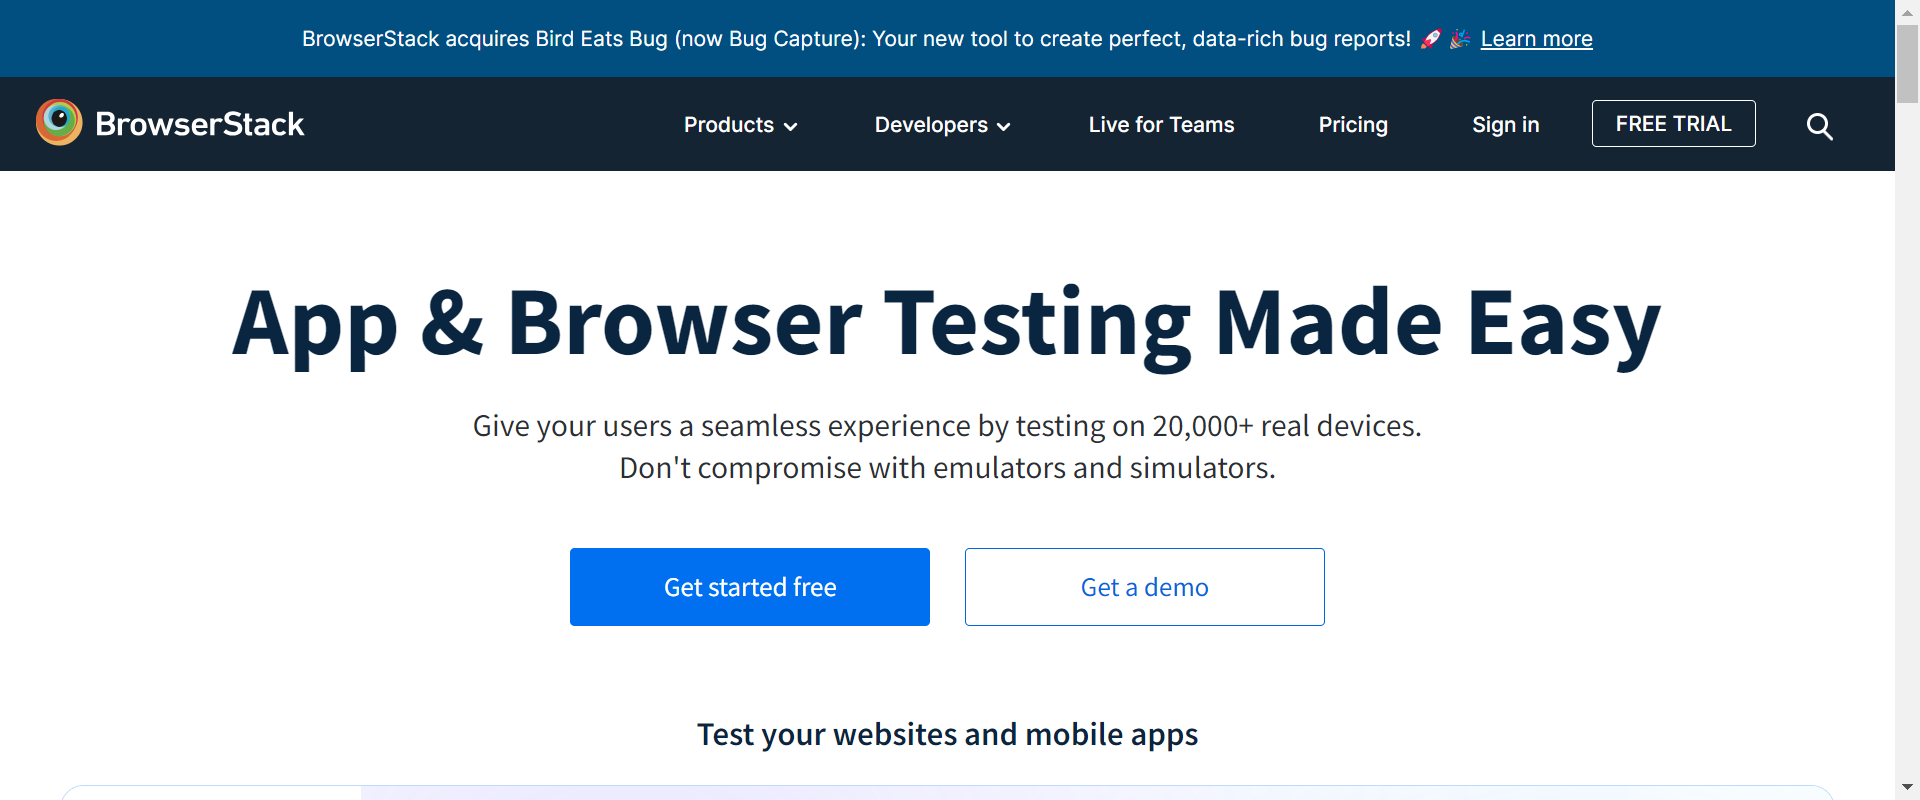 BrowserStack acquires Bird Eats Bug (now Bug Capture): Your new tool to create perfect, data-rich bug reports! 🚀 🎉 Learn more
BrowserStack
Products
Developers
Live for Teams
Pricing
Sign in
FREE TRIAL
App & Browser Testing Made Easy
Give your users a seamless experience by testing on 20,000+ real devices.
Don't compromise with emulators and simulators.
Get started free
Get a demo
Test your websites and mobile apps